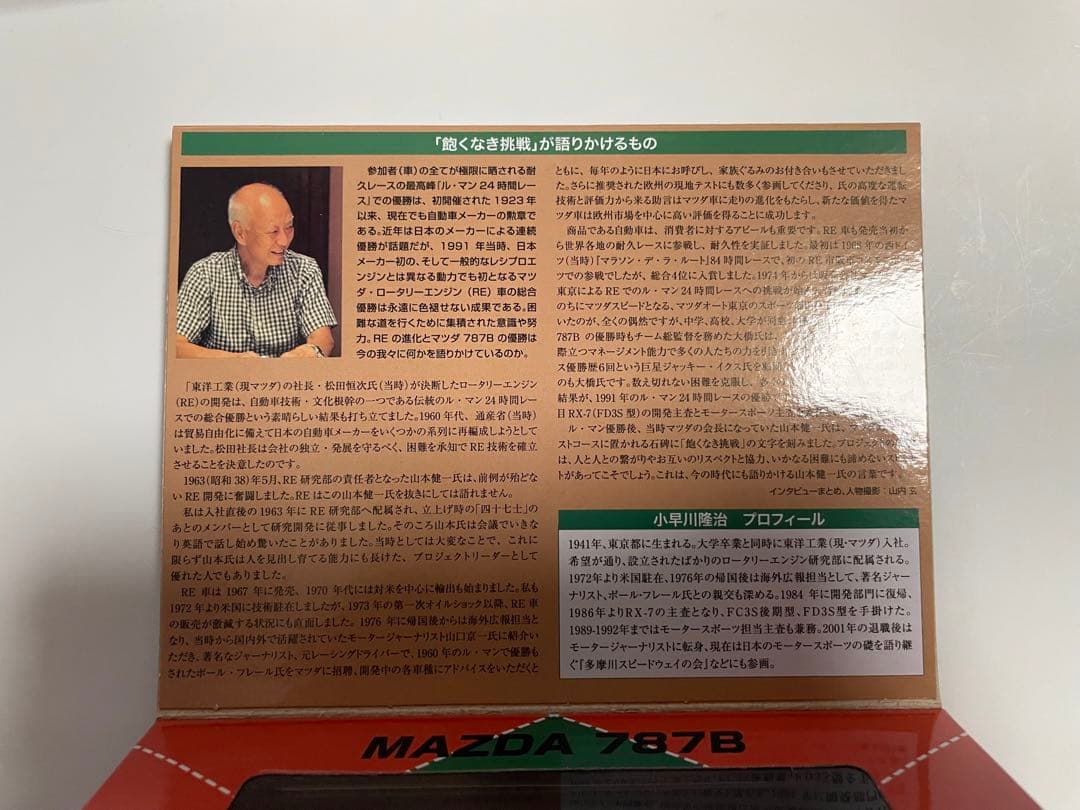 「飽くなき挑戦」が語りかけるもの
参加者(車)の全てが極限に晒される耐
久レースの最高峰「ル・マン24時間レー
ス」での優勝は、初開催された1923年
以来、現在でも自動車メーカーの勲章で
ある。近年は日本のメーカーによる連続
優勝が話題だが、1991年当時、日本
メーカー初の、そして一般的なレシプロエ
ンジンとは異なる動力でも初となるマツ
ダ・ロータリーエンジン(RE)車の総合
優勝は永遠に色褪せない成果である。困
難な道を行くために集積された意識や努
力。REの進化とマツダ787Bの優勝は
今の我々に何かを語りかけているのか。
「東洋工業(現マツダ)の社長・松田恒次氏(当時)が決断したロータリーエンジン
(RE)の開発は、自動車技術・文化根幹の一つである伝統のル・マン24時間レー
スでの総合優勝という素晴らしい結果も打ち立てました。1960年代、通産省(当時)
は貿易自由化に備えて日本の自動車メーカーをいくつかの系列に再編成しようとして
いました。松田社長は会社の独立・発展を守るべく、困難を承知でRE技術を確立
させることを決意したのです。
1963(昭和38)年5月、RE研究部の責任者となった山本健一氏は、前例が殆どな
いRE開発に奮闘しました。REはこの山本健一氏を抜きにしては語れません。
私は入社直後の1963年にRE研究部へ配属され、立上げ時の「四十七士」の
あとのメンバーとして研究開発に従事しました。そのころ山本氏は会議でいきな
り英語で話し始め驚いたことがありました。当時としては大変なことで、これに
限らず山本氏は人を見出し育てる能力にも長けた、プロジェクトリーダーとして
優れた人でもありました。
RE車は1967年に発売、1970年代には対米を中心に輸出も始まりました。私も
1972年より米国に技術駐在しましたが、1973年の第一次オイルショック以降、RE車
の販売が激減する状況にも直面しました。1976年に帰国後からは海外広報担当と
なり、当時から国内外で活躍されていたモータージャーナリスト山口京一氏に紹介い
ただき、著名なジャーナリスト、元レーシングドライバーで、1960年のル・マンで優勝も
されたポール・フレール氏をマツダに招聘、開発中の各車種にアドバイスをいただくと
ともに、毎年のように日本にお呼びし、家族ぐるみのお付き合いもさせていただきまし
た。さらに推奨された欧州の現地テストにも数多く参画してくださり、氏の高度な運転
技術と評価力から来る助言はマツダ車に走りの進化をもたらし、新たな価値を得たマ
ツダ車は欧州市場を中心に高い評価を得ることに成功します。
商品である自動車は、消費者に対するアピールも重要です。RE車も発売当初か
ら世界各地の耐久レースに参戦し、耐久性を実証しました。最初は
ツ(当時)『マラソン・デ・ラ・ルート』84時間レースで、初のRE市販
ツでの参戦でしたが、総合4位に入賞しました。1974年からは
東京によるREでのル・マン24時間レースへの挑戦が
のちにマツダスピードとなる、マツダオート東京のスポーツ
いたのが、全くの偶然ですが、中学、高校、大学が
787Bの優勝時もチーム総監督を務めた大橋氏は、
際立つマネージメント能力で多くの人たちの力を
ス優勝歴6回という巨星ジャッキー・イクス氏を
のも大橋氏です。数え切れない困難を克服し、
結果が、1991年のル・マン24時間レースの優勝
目RX-7(FD3S型)の開発主査とモータースポーツ
ル・マン優勝後、当時マツダの会長になっていた山本健一氏は、
ストコースに置かれる石碑に「飽くなき挑戦」の文字を刻みました。プロジェクトの
は、人と人との繋がりやお互いのリスペクトと協力、いかなる困難にも諦めない
があってこそでしょう。これは、今の時代にも語りかける山本健一氏の言葉です。
インタビューまとめ、人物撮影:山内 玄
小早川隆治 プロフィール
1941年、東京都に生まれる。大学卒業と同時に東洋工業(現・マツダ)入社。
希望が通り、設立されたばかりのロータリーエンジン研究部に配属される。
1972年より米国駐在、1976年の帰国後は海外広報担当として、著名ジャー
ナリスト、ポール・フレール氏との親交も深める。1984年に開発部門に復帰、
1986年よりRX-7の主査となり、FC3S後期型、FD3S型を手掛けた。
1989-1992年まではモータースポーツ担当主査も兼務。2001年の退職後は
モータージャーナリストに転身、現在は日本のモータースポーツの礎を語り継
ぐ「多摩川スピードウェイの会」などにも参画。
MAZDA 787B